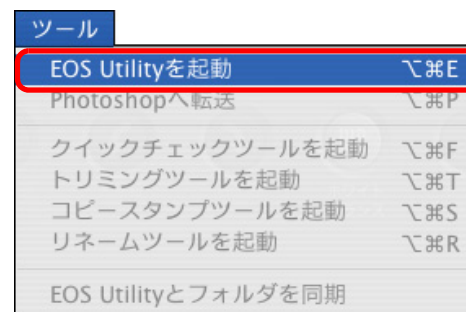 ツール
EOS Utilityを起動 ⌥⌘E
Photoshopへ転送 ⌥⌘P
クイックチェックツールを起動 ⌥⌘F
トリミングツールを起動 ⌥⌘T
コピースタンプツールを起動 ⌥⌘S
リネームツールを起動 ⌥⌘R
EOS Utilityとフォルダを同期